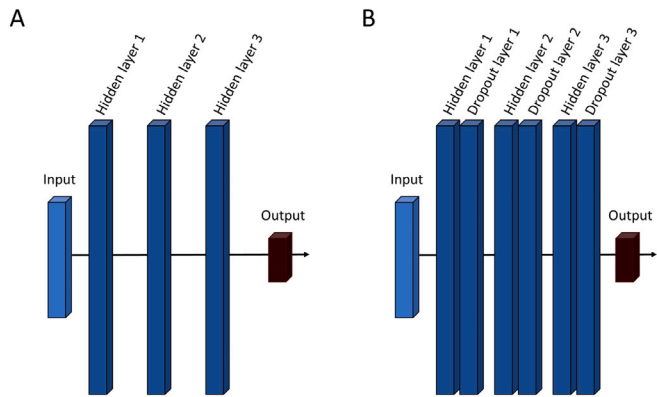 A
Hidden layer 1
Hidden layer 2
Hidden layer 3
Input
Output
B
Hidden layer 1
Dropout layer 1
Hidden layer 2
Dropout layer 2
Hidden layer 3
Dropout layer 3
Input
Output